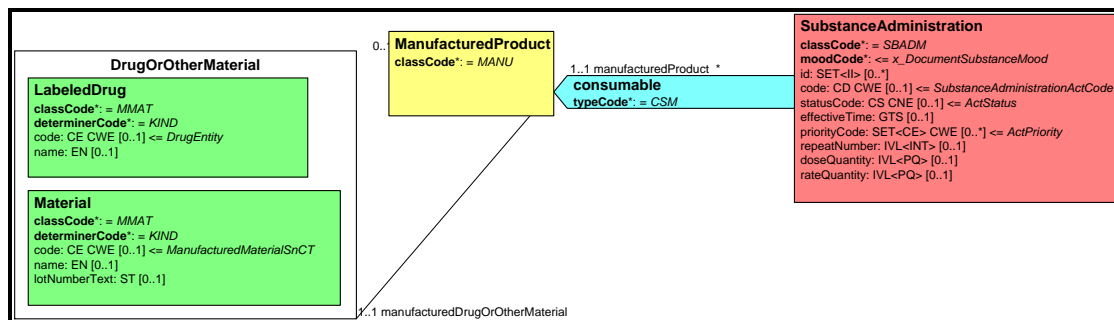 DrugOrOtherMaterial
LabeledDrug
classCode*: = MMAT
determinerCode*: = KIND
code: CE CWE [0..1] <= DrugEntity
name: EN [0..1]
Material
classCode*: = MMAT
determinerCode*: = KIND
code: CE CWE [0..1] <= ManufacturedMaterialSnCT
name: EN [0..1]
lotNumberText: ST [0..1]
1..1 manufacturedDrugOrOtherMaterial
ManufacturedProduct
classCode*: = MANU
1..1 manufacturedProduct *
consumable
typeCode*: = CSM
SubstanceAdministration
classCode*: = SBADM
moodCode*: <= x_DocumentSubstanceMood
id: SET<II> [0..*]
code: CD CWE [0..1] <= SubstanceAdministrationActCode
statusCode: CS CNE [0..1] <= ActStatus
effectiveTime: GTS [0..1]
priorityCode: SET<CE> CWE [0..*] <= ActPriority
repeatNumber: IVL<INT> [0..1]
doseQuantity: IVL<PQ> [0..1]
rateQuantity: IVL<PQ> [0..1]